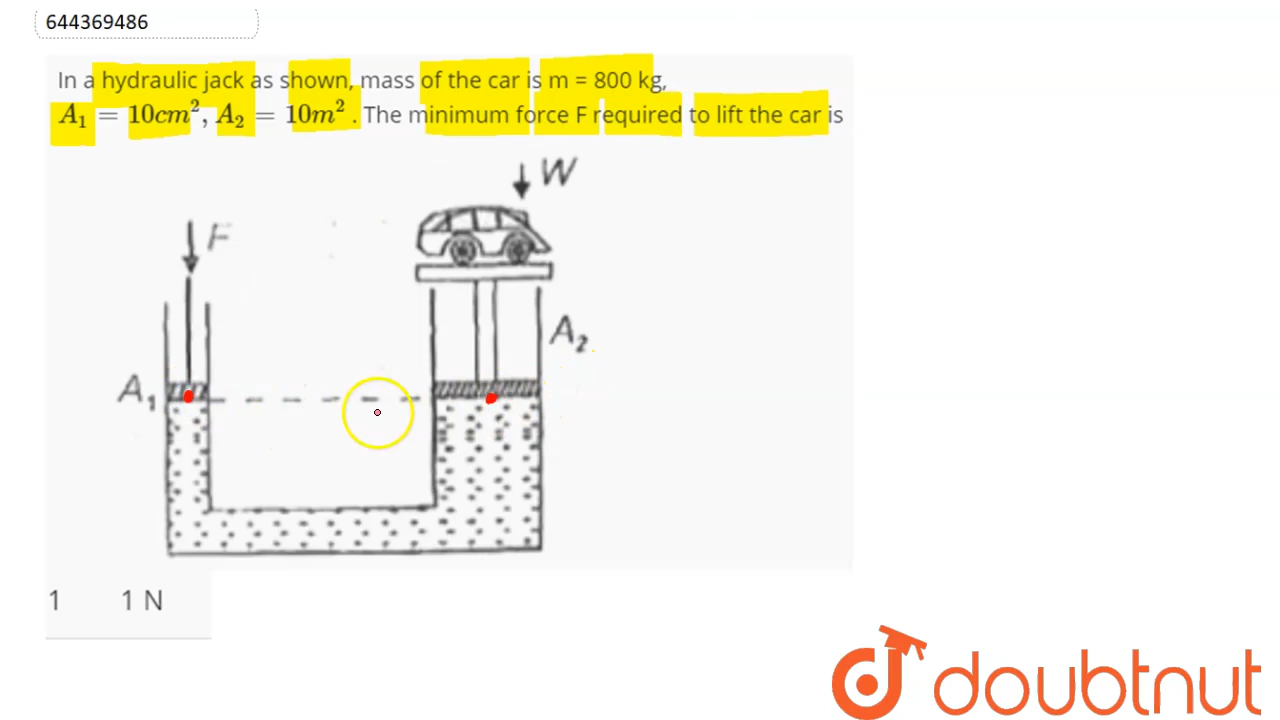 644369486
In a hydraulic jack as shown, mass of the car is m = 800 kg,
A₁ = 10cm², A₂ = 10m² . The minimum force F required to lift the car is
W
F
A₂
A₁
1 1 N
doubtnut